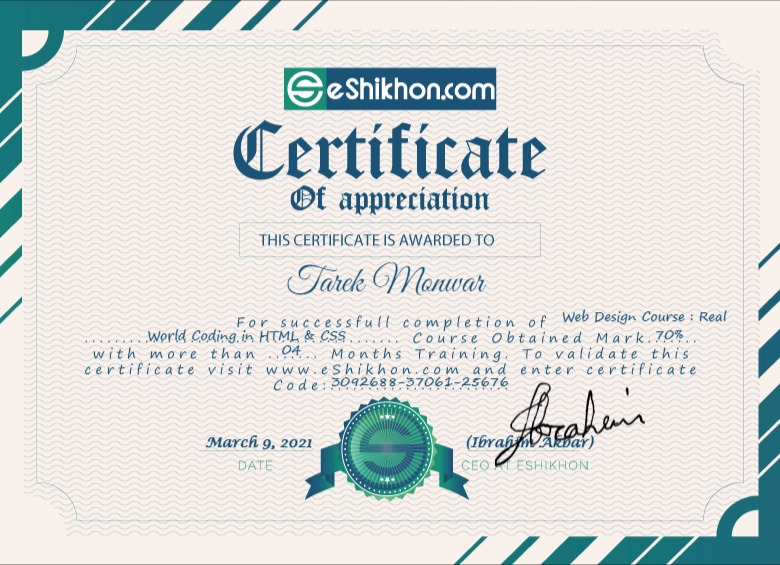 eShikhon.com
Certificate
Of appreciation
THIS CERTIFICATE IS AWARDED TO
Tarek Monwar
For successfull completion of Web Design Course : Real
.........World Coding in HTML & CSS....... Course Obtained Mark.70%..
with more than ..04... Months Training. To validate this
certificate visit www.eShikhon.com and enter certificate
Code:3092688-37061-25676
March 9, 2021 (Ibrahim Akbar)
DATE CEO AT ESHIKHON